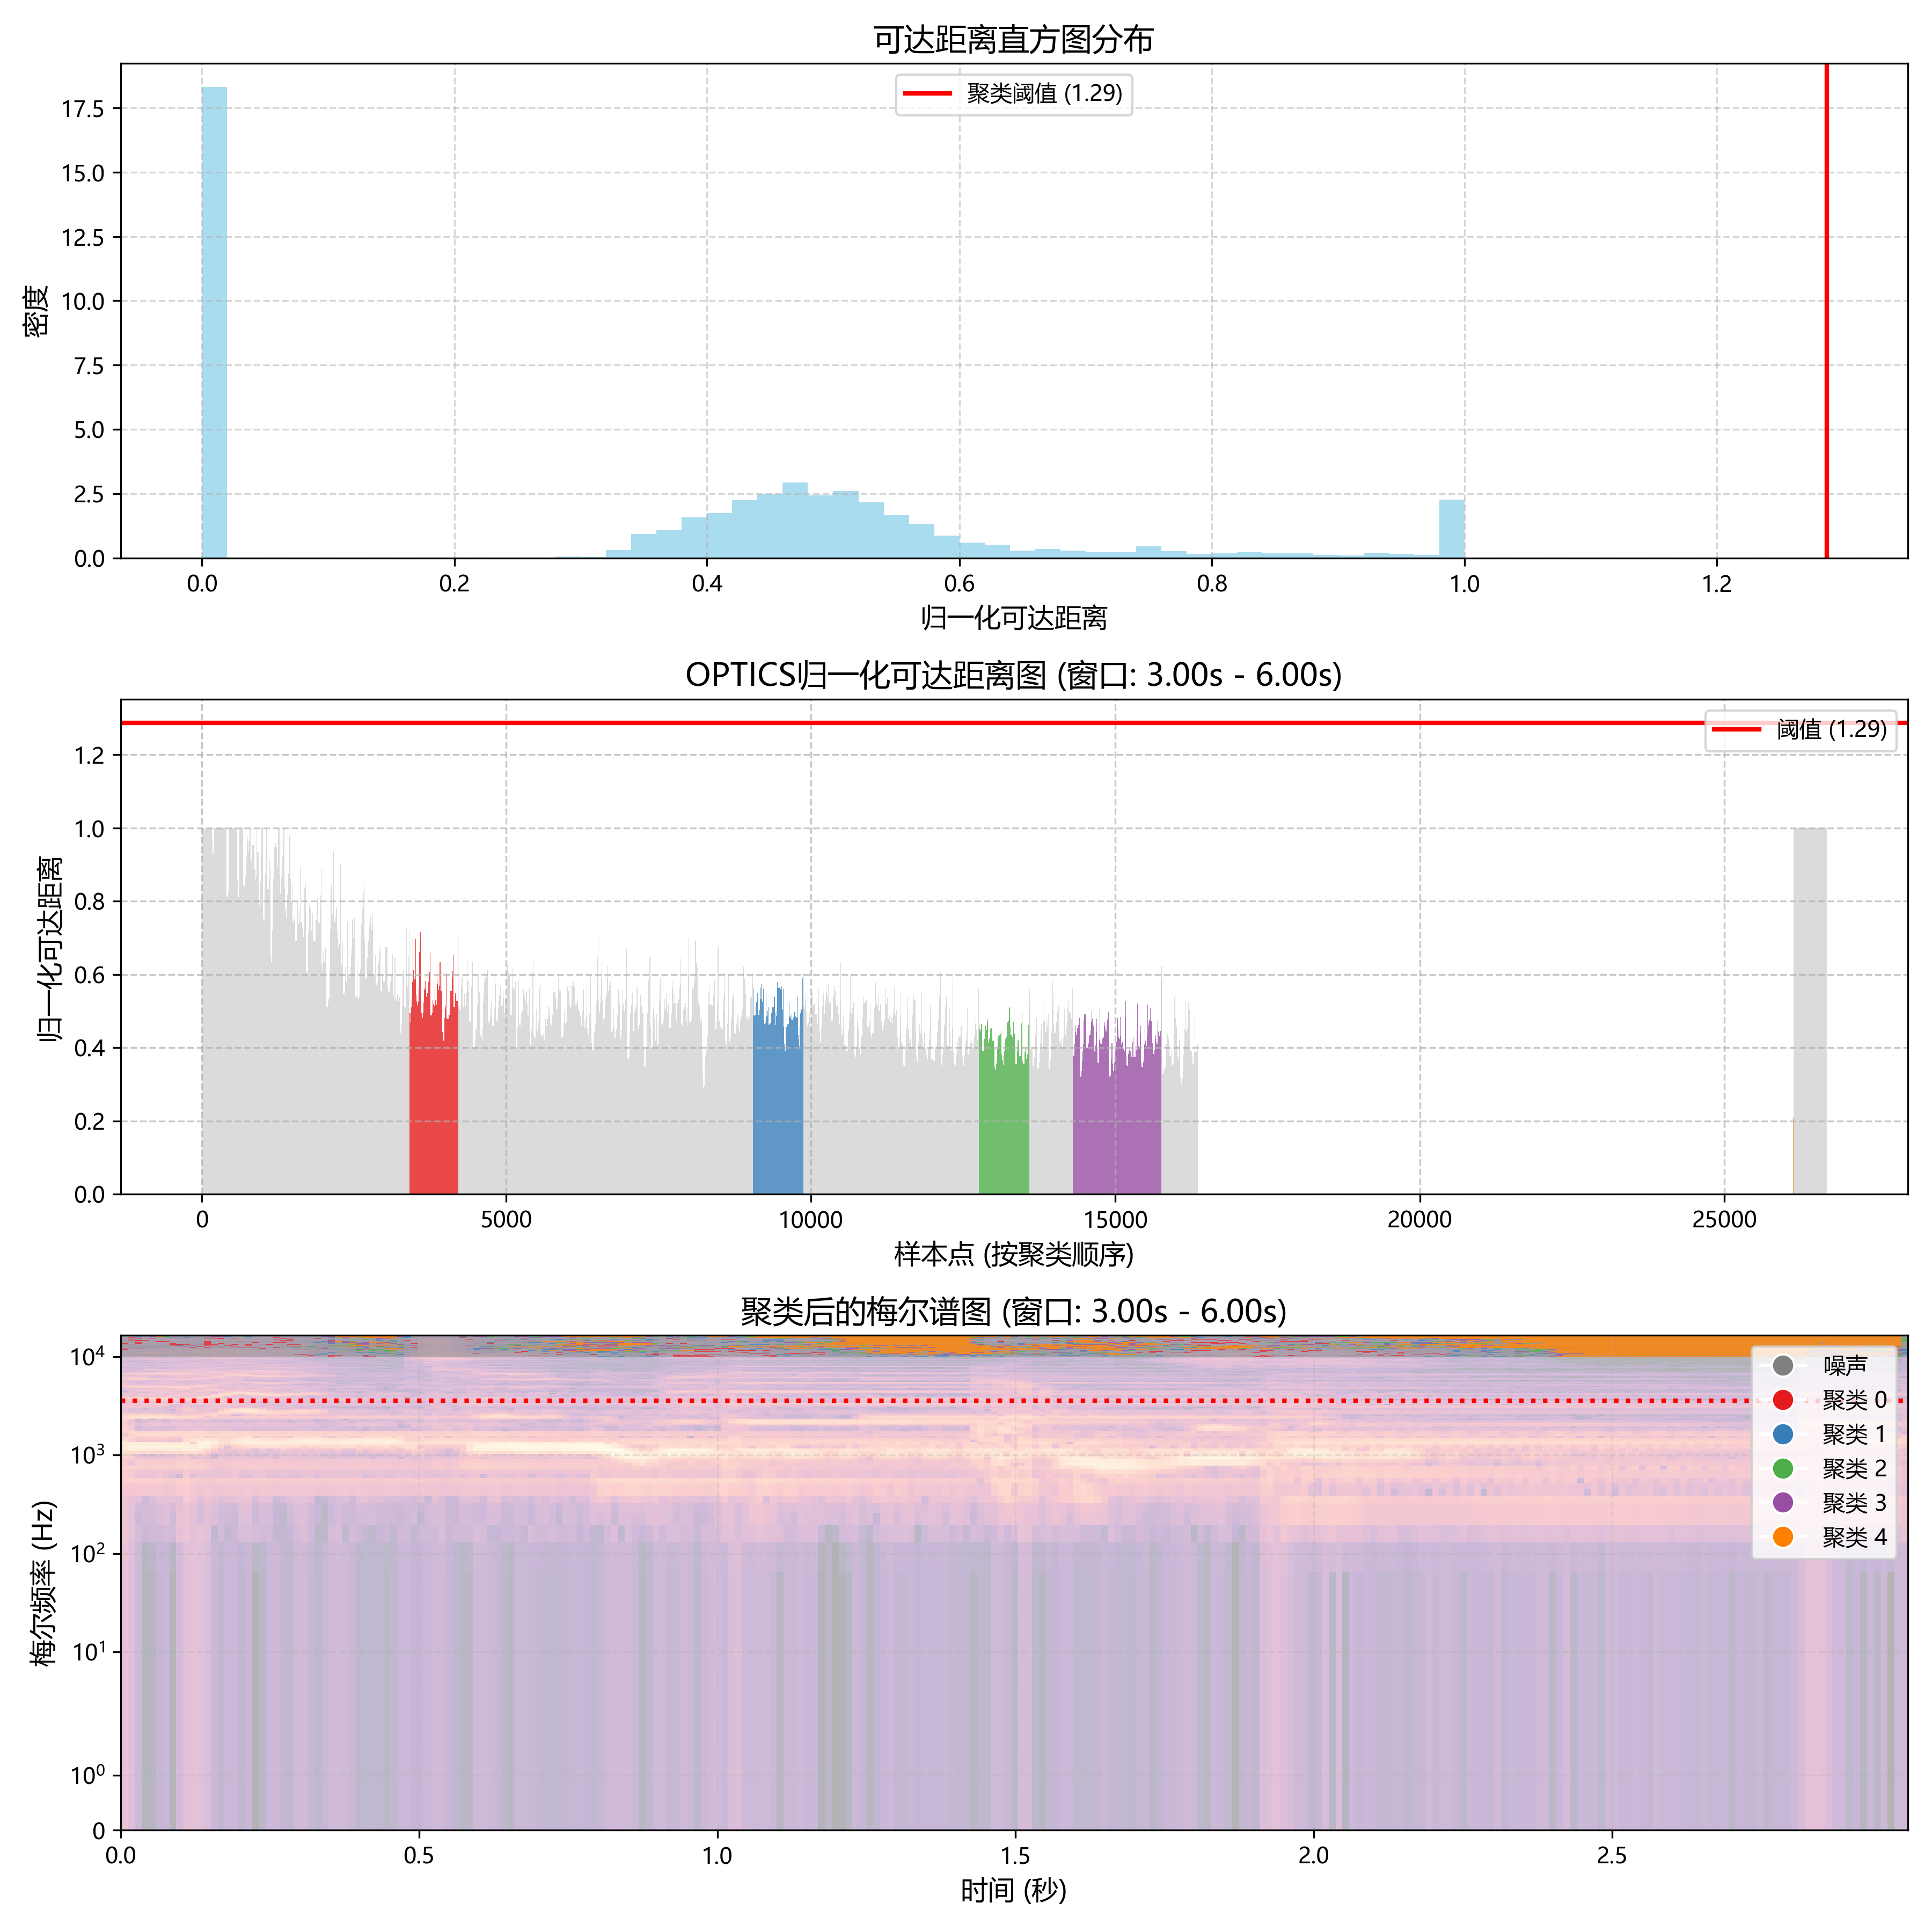 可达距离直方图分布
聚类阈值 (1.29)
密度
17.5
15.0
12.5
10.0
7.5
5.0
2.5
0.0
0.0 0.2 0.4 0.6 0.8 1.0 1.2
归一化可达距离
OPTICS归一化可达距离图 (窗口: 3.00s - 6.00s)
阈值 (1.29)
归一化可达距离
1.2
1.0
0.8
0.6
0.4
0.2
0.0
0 5000 10000 15000 20000 25000
样本点 (按聚类顺序)
聚类后的梅尔谱图 (窗口: 3.00s - 6.00s)
噪声
聚类 0
聚类 1
聚类 2
聚类 3
聚类 4
梅尔频率 (Hz)
10⁴
10³
10²
10¹
10⁰
0
0.0 0.5 1.0 1.5 2.0 2.5
时间 (秒)